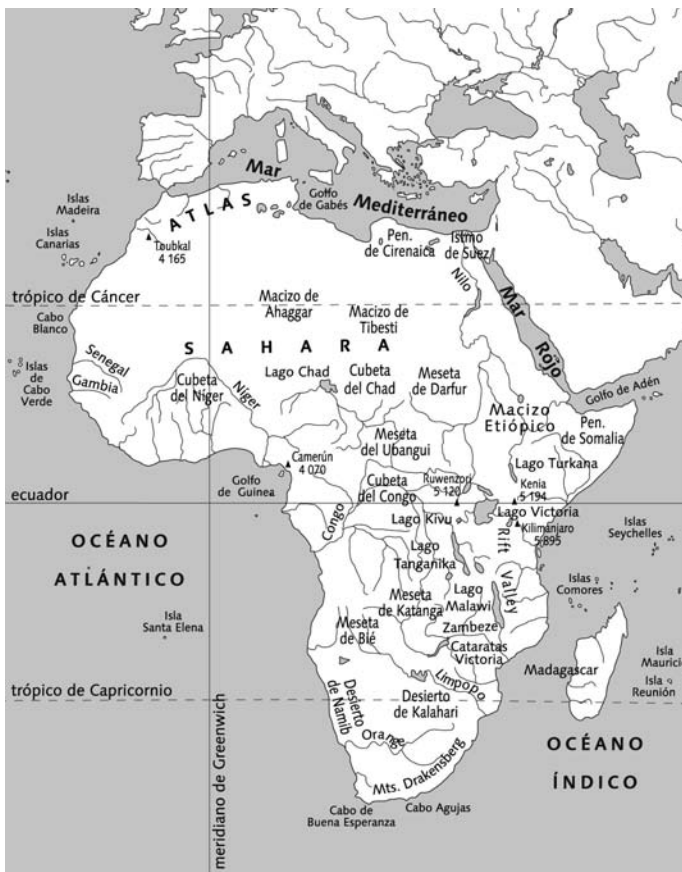 Mar
Mediterráneo
Golfo
de Gabés
ATLAS
Islas
Madeira
Islas
Canarias
Toubkal
4 165
Pen.
de Cirenaica
Istmo
de Suez
Nilo
trópico de Cáncer
Cabo
Blanco
Macizo de
Ahaggar
Macizo de
Tibesti
Mar
Rojo
SAHARA
Islas
de Cabo
Verde
Senegal
Gambia
Cubeta
del Níger
Níger
Lago Chad
Cubeta
del Chad
Meseta
de Darfur
Golfo de Adén
Macizo
Etiópico
Pen.
de Somalia
Meseta
del Ubangui
Camerún
4 070
Golfo
de Guinea
Lago Turkana
Ruwenzori
5 120
Kenia
5 194
Cubeta
del Congo
ecuador
Congo
Lago Kivu
Lago Victoria
Kilimanjaro
5 895
Islas
Seychelles
Rift Valley
OCÉANO
ATLÁNTICO
Lago
Tanganika
Islas
Comores
Lago
Malawi
Meseta
de Katanga
Isla
Santa Elena
Meseta
de Bié
Zambeze
Cataratas
Victoria
Madagascar
Isla
Mauricio
Isla
Reunión
trópico de Capricornio
Limpopo
Desierto
de Namib
Desierto
de Kalahari
Orange
Mts. Drakensberg
OCÉANO
ÍNDICO
Cabo de
Buena Esperanza
Cabo Agujas
meridiano de Greenwich